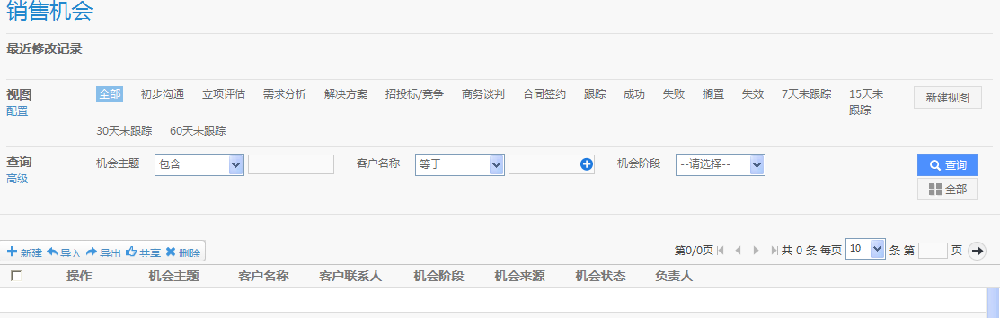 销售机会
最近修改记录
视图 全部 初步沟通 立项评估 需求分析 解决方案 招投标/竞争 商务谈判 合同签约 跟踪 成功 失败 搁置 失效 7天未跟踪 15天未跟踪 新建视图
配置
30天未跟踪 60天未跟踪
查询 机会主题 包含 客户名称 等于 机会阶段 --请选择-- 查询
高级 全部
新建 导入 导出 共享 删除 第0/0页 共 0 条 每页 10 条 第 页
操作 机会主题 客户名称 客户联系人 机会阶段 机会来源 机会状态 负责人